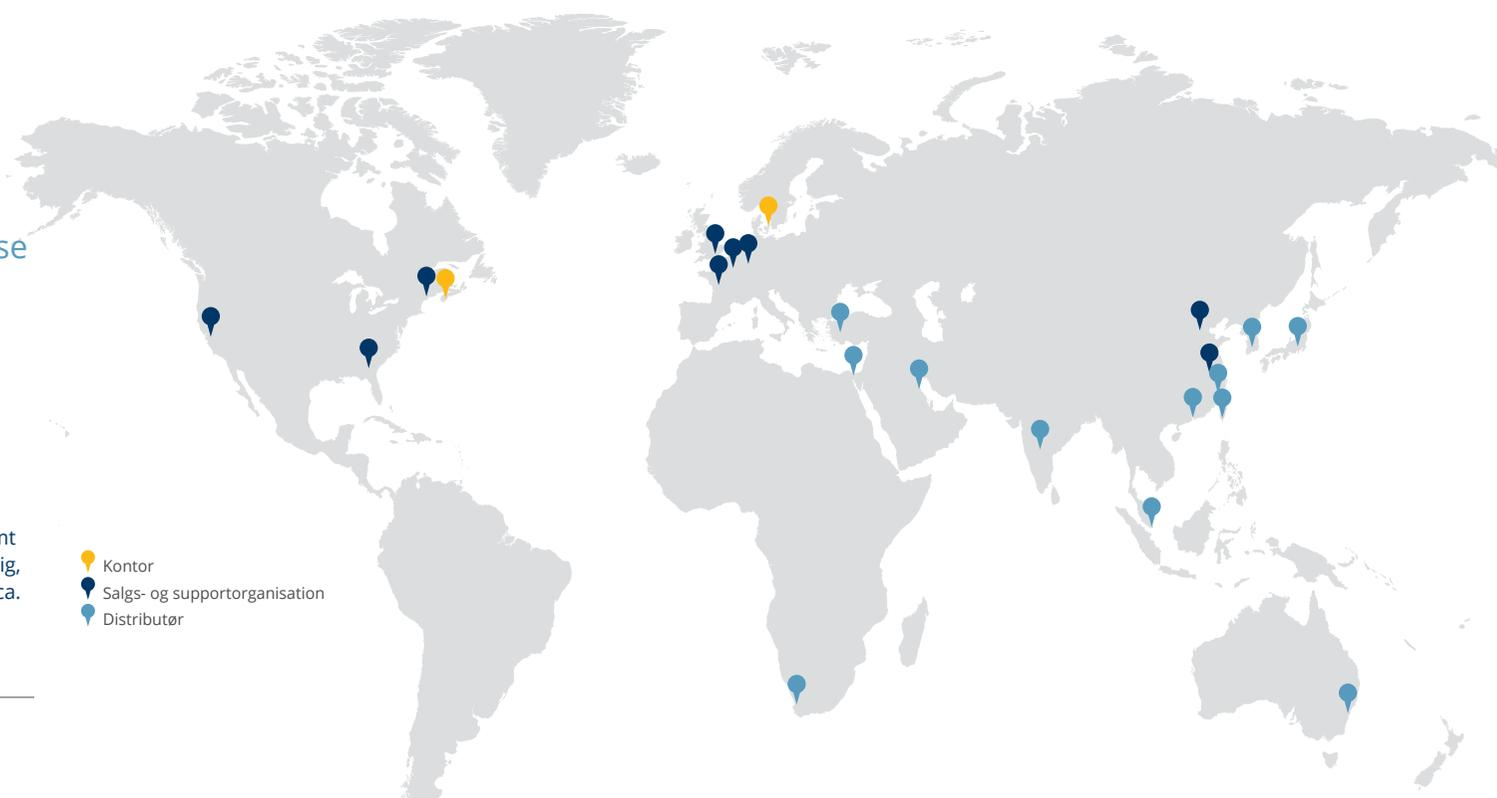 se
nt
ig,
ca.
Kontor
Salgs- og supportorganisation
Distributør